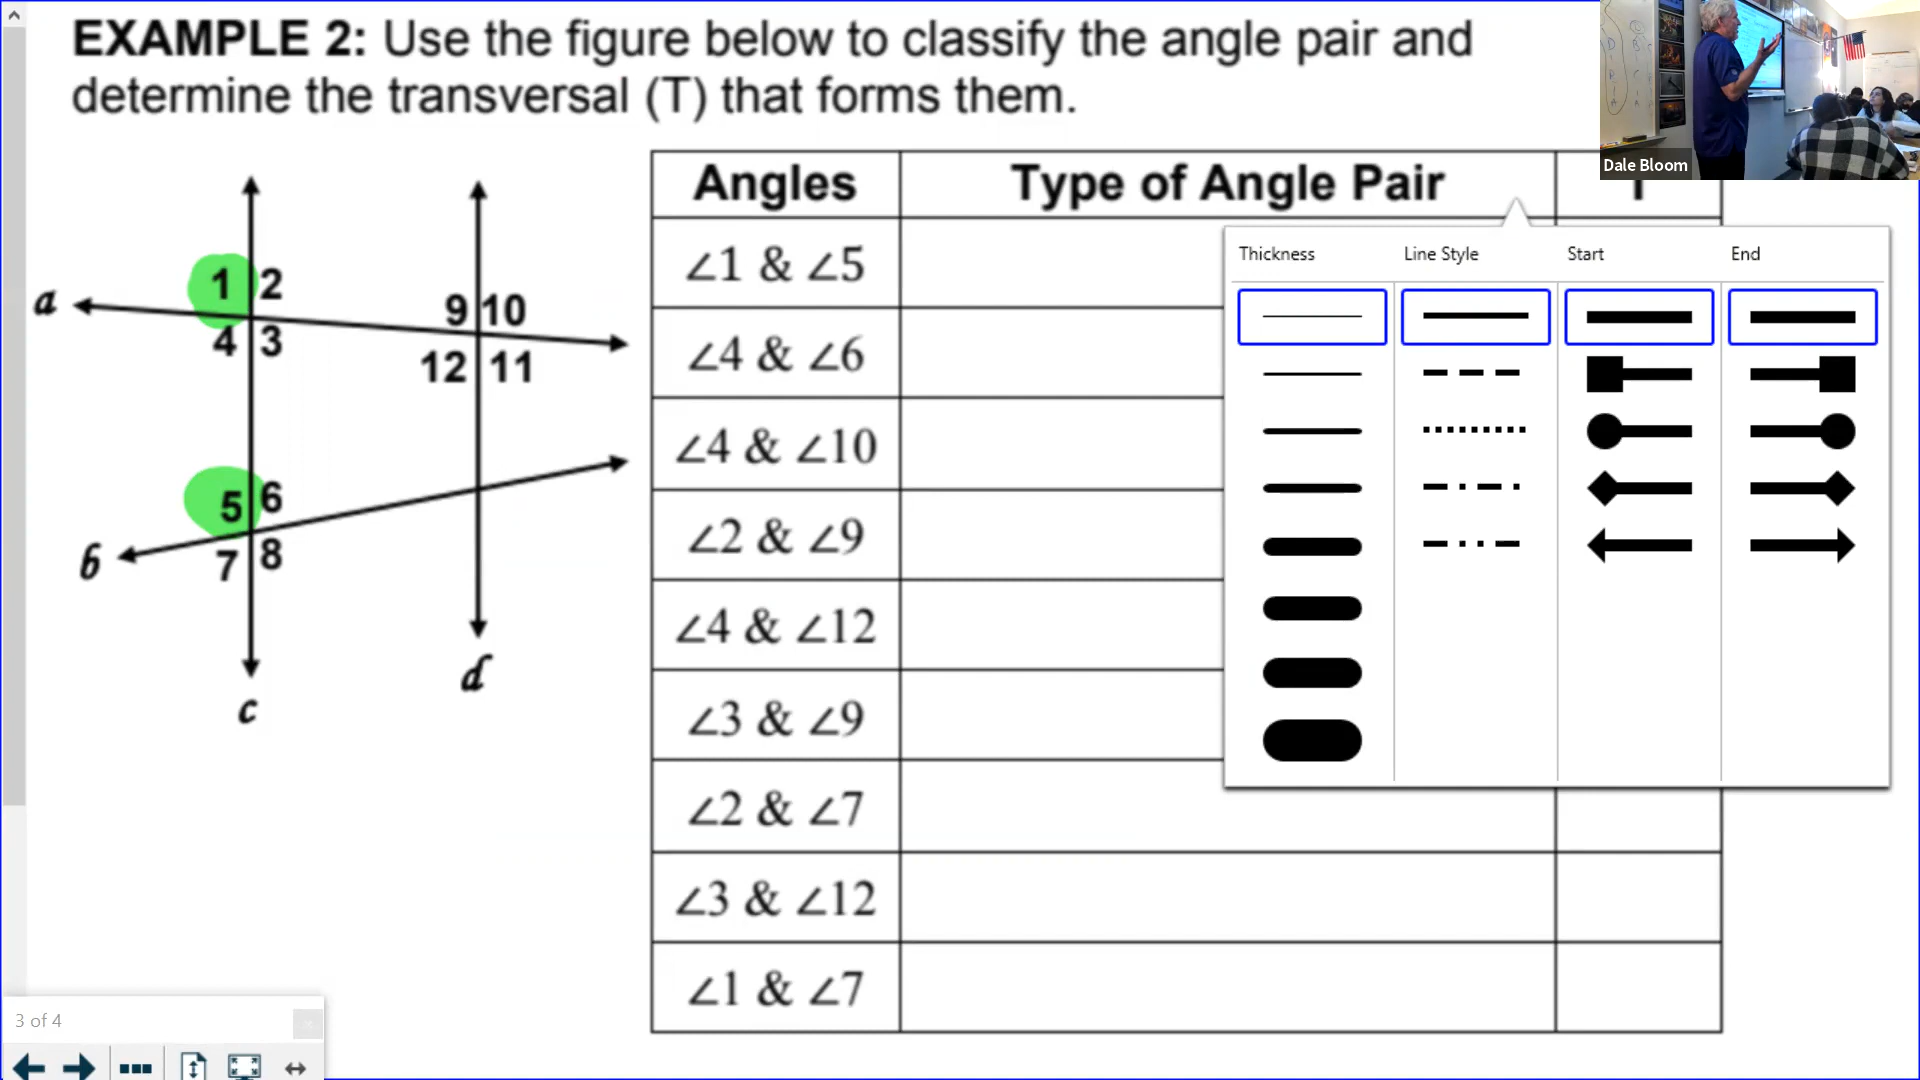 EXAMPLE 2: Use the figure below to classify the angle pair and
determine the transversal (T) that forms them.
Dale Bloom
Angles
Type of Angle Pair
∠1 & ∠5
∠4 & ∠6
∠4 & ∠10
∠2 & ∠9
∠4 & ∠12
∠3 & ∠9
∠2 & ∠7
∠3 & ∠12
∠1 & ∠7
Thickness
Line Style
Start
End
1 2
a
9 10
4 3
12 11
5 6
b
7 8
d
c
3 of 4